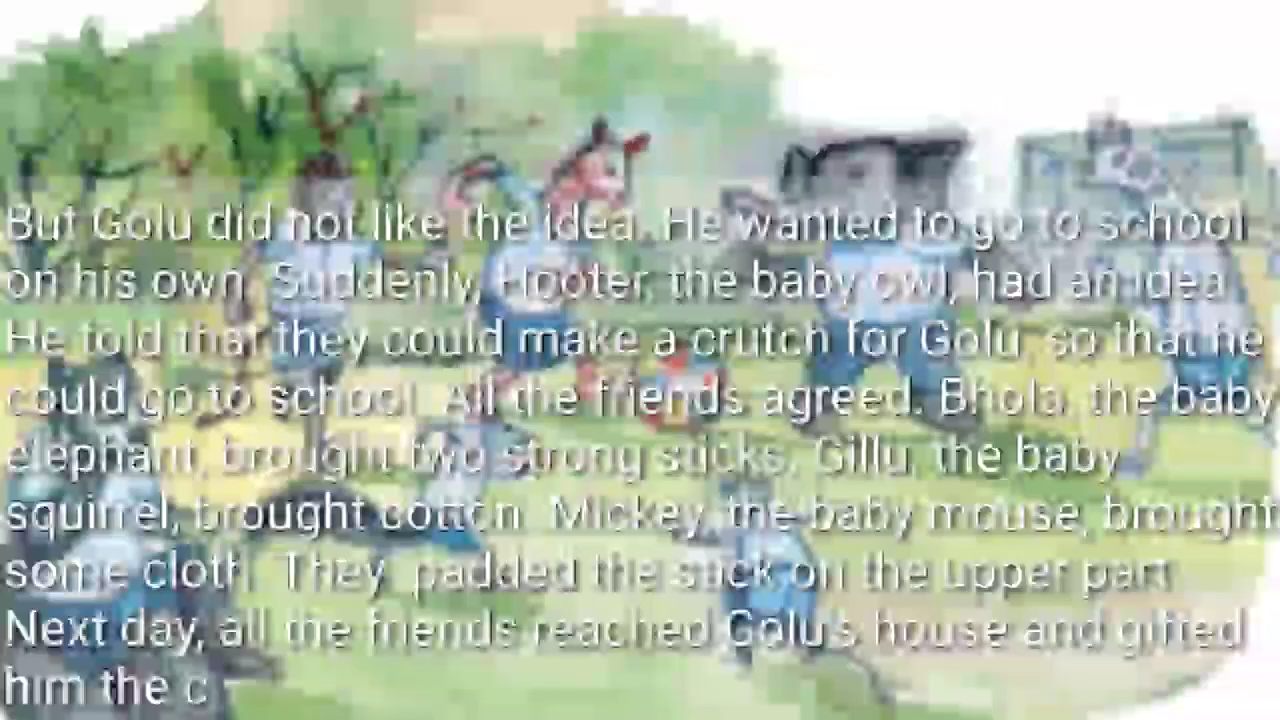 But Golu did not like the idea. He wanted to go to school
on his own. Suddenly, Hooter, the baby owl, had an idea.
He told that they could make a crutch for Golu, so that he
could go to school. All the friends agreed. Bhola, the baby
elephant, brought two strong sticks. Gillu, the baby
squirrel, brought cotton. Mickey, the baby mouse, brought
some cloth. They padded the stick on the upper part.
Next day, all the friends reached Golu's house and gifted
him the c